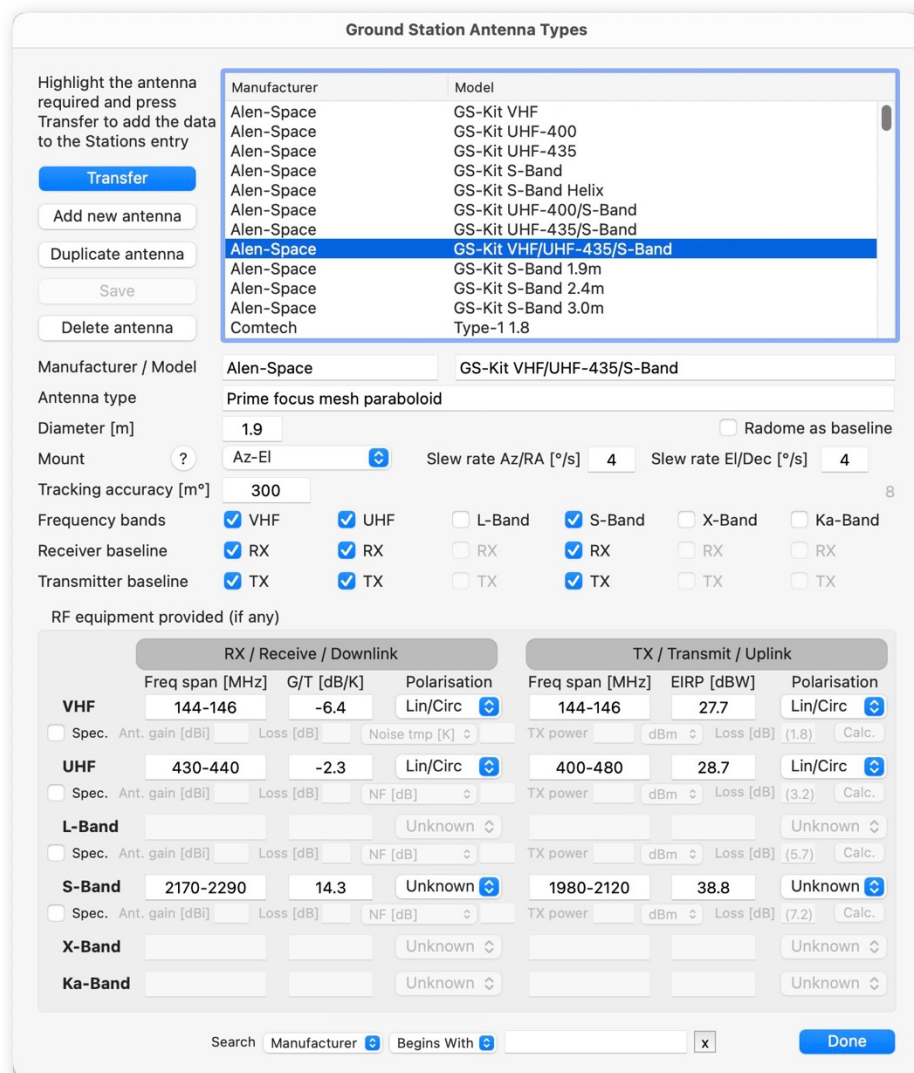 Ground Station Antenna Types
Highlight the antenna
required and press
Transfer to add the data
to the Stations entry
Transfer
Add new antenna
Duplicate antenna
Save
Delete antenna
Manufacturer Model
Alen-Space GS-Kit VHF
Alen-Space GS-Kit UHF-400
Alen-Space GS-Kit UHF-435
Alen-Space GS-Kit S-Band
Alen-Space GS-Kit S-Band Helix
Alen-Space GS-Kit UHF-400/S-Band
Alen-Space GS-Kit UHF-435/S-Band
Alen-Space GS-Kit VHF/UHF-435/S-Band
Alen-Space GS-Kit S-Band 1.9m
Alen-Space GS-Kit S-Band 2.4m
Alen-Space GS-Kit S-Band 3.0m
Comtech Type-1 1.8
Manufacturer / Model Alen-Space GS-Kit VHF/UHF-435/S-Band
Antenna type Prime focus mesh paraboloid
Diameter [m] 1.9 Radome as baseline
Mount ? Az-El Slew rate Az/RA [°/s] 4 Slew rate El/Dec [°/s] 4
Tracking accuracy [m°] 300 8
Frequency bands VHF UHF L-Band S-Band X-Band Ka-Band
Receiver baseline RX RX RX RX RX RX
Transmitter baseline TX TX TX TX TX TX
RF equipment provided (if any)
RX / Receive / Downlink TX / Transmit / Uplink
Freq span [MHz] G/T [dB/K] Polarisation Freq span [MHz] EIRP [dBW] Polarisation
VHF 144-146 -6.4 Lin/Circ 144-146 27.7 Lin/Circ
Spec. Ant. gain [dBi] Loss [dB] Noise tmp [K] TX power dBm Loss [dB] (1.8) Calc.
UHF 430-440 -2.3 Lin/Circ 400-480 28.7 Lin/Circ
Spec. Ant. gain [dBi] Loss [dB] NF [dB] TX power dBm Loss [dB] (3.2) Calc.
L-Band Unknown Unknown
Spec. Ant. gain [dBi] Loss [dB] NF [dB] TX power dBm Loss [dB] (5.7) Calc.
S-Band 2170-2290 14.3 Unknown 1980-2120 38.8 Unknown
Spec. Ant. gain [dBi] Loss [dB] NF [dB] TX power dBm Loss [dB] (7.2) Calc.
X-Band Unknown Unknown
Ka-Band Unknown Unknown
Search Manufacturer Begins With x Done